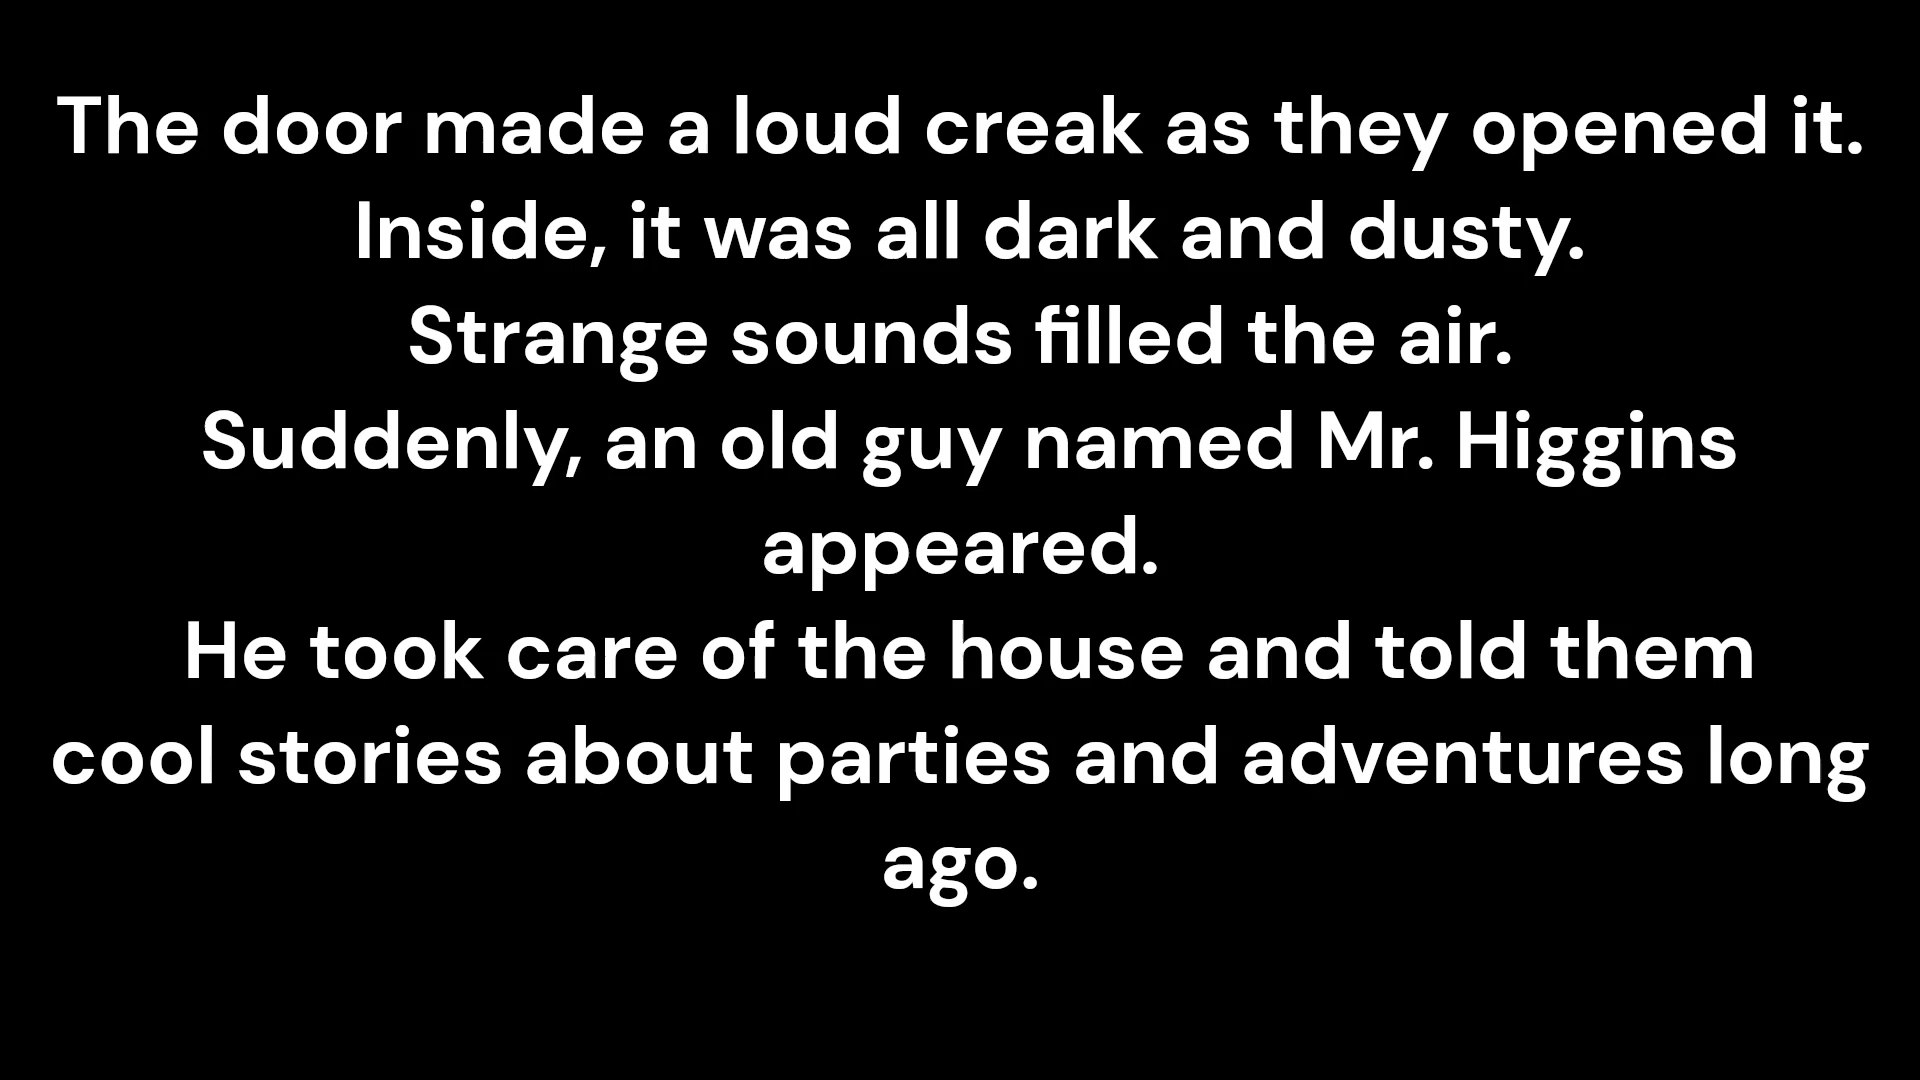 The door made a loud creak as they opened it.
Inside, it was all dark and dusty.
Strange sounds filled the air.
Suddenly, an old guy named Mr. Higgins
appeared.
He took care of the house and told them
cool stories about parties and adventures long
ago.